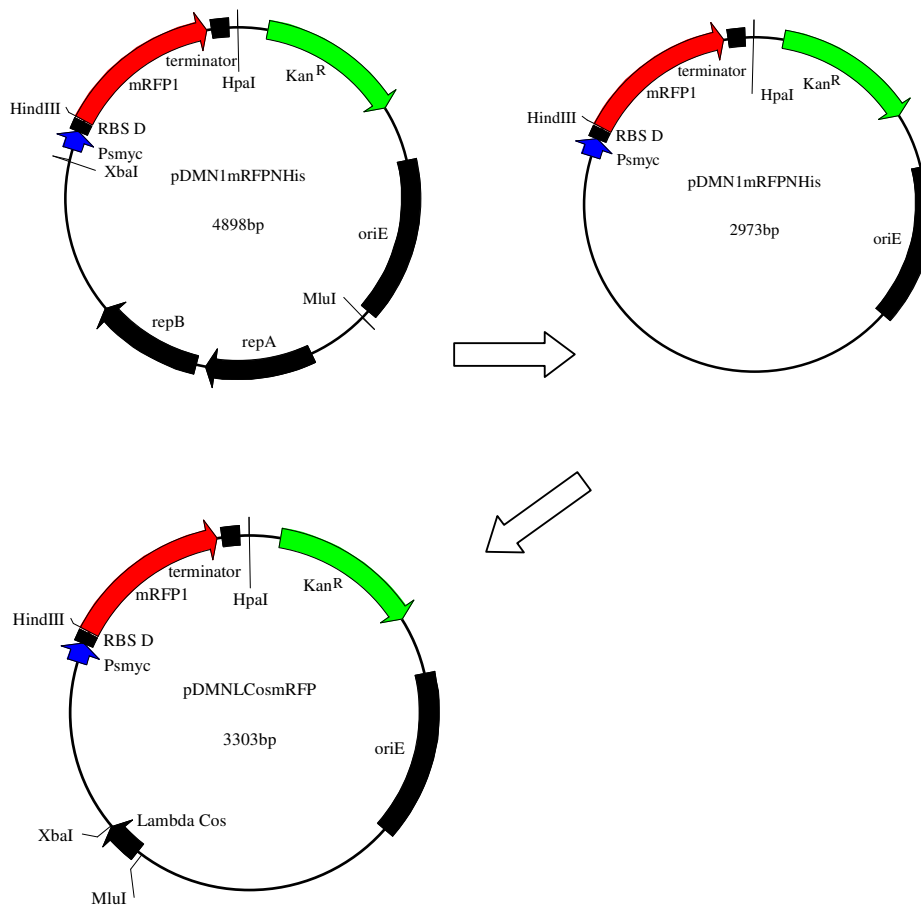 terminator
mRFP1
HpaI
KanR
HindIII
RBS D
Psmyc
XbaI
pDMN1mRFPNHis
4898bp
oriE
MluI
repB
repA
terminator
mRFP1
HpaI
KanR
HindIII
RBS D
Psmyc
pDMN1mRFPNHis
2973bp
oriE
terminator
mRFP1
HpaI
KanR
HindIII
RBS D
Psmyc
pDMNLCosmRFP
3303bp
oriE
Lambda Cos
XbaI
MluI